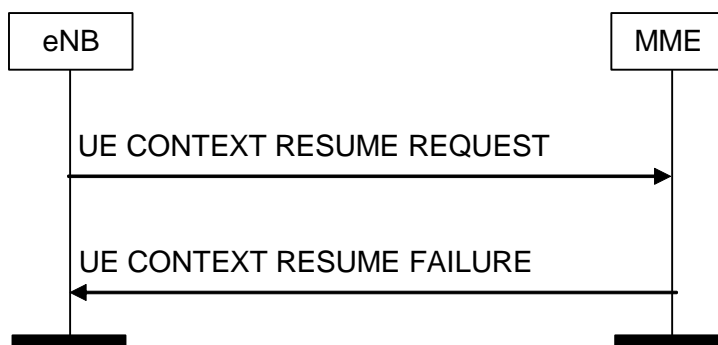 eNB
MME
UE CONTEXT RESUME REQUEST
UE CONTEXT RESUME FAILURE